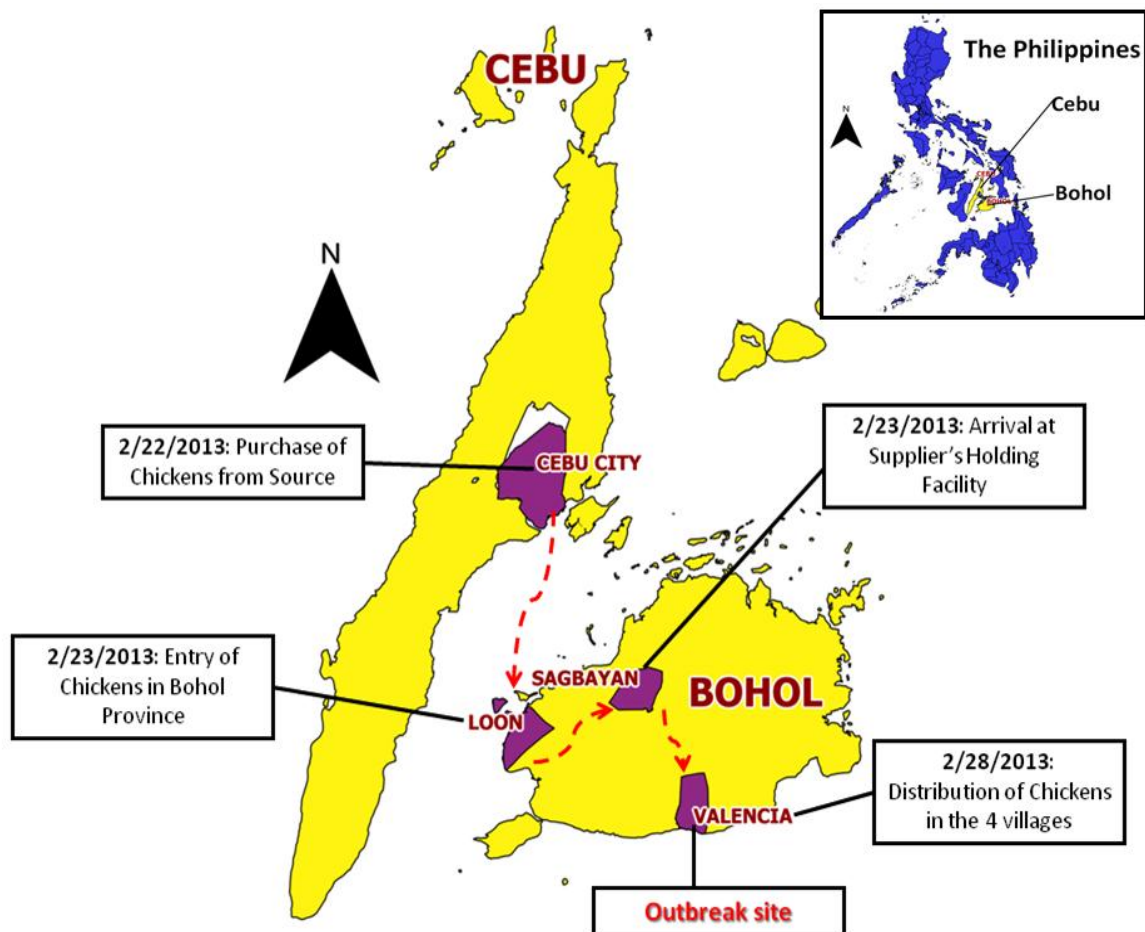 CEBU
The Philippines
N
Cebu
Bohol
CEBU
BOHOL
N
2/22/2013: Purchase of
Chickens from Source
CEBU CITY
2/23/2013: Arrival at
Supplier's Holding
Facility
2/23/2013: Entry of
Chickens in Bohol
Province
SAGBAYAN
BOHOL
LOON
2/28/2013:
Distribution of Chickens
in the 4 villages
VALENCIA
Outbreak site